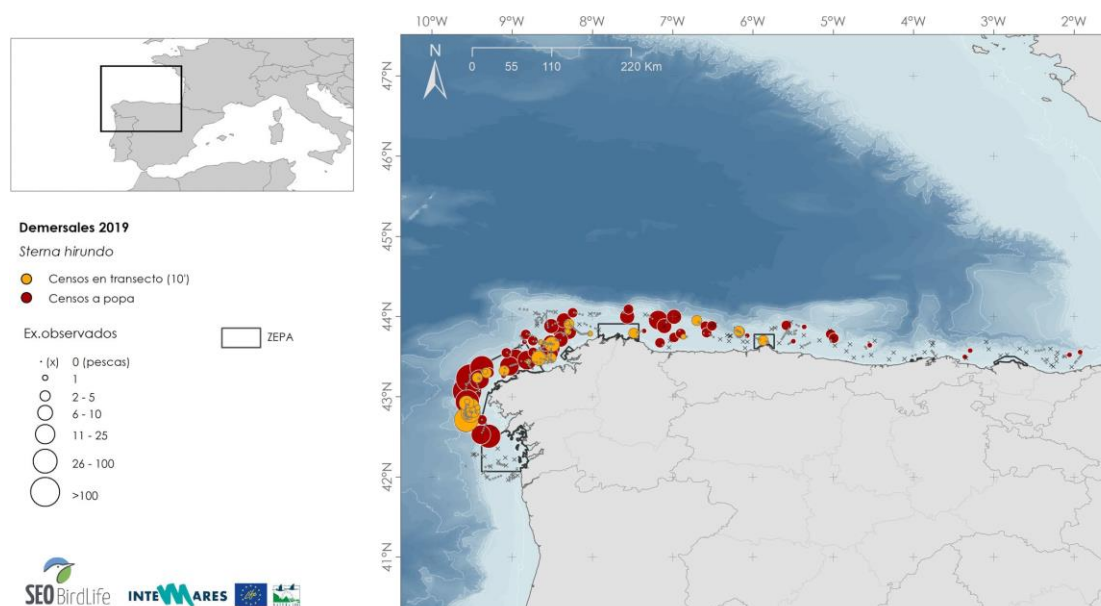 Demersales 2019
Sterna hirundo
Censos en transecto (10')
Censos a popa
Ex.observados
ZEPA
· (x) 0 (pescas)
1
2 - 5
6 - 10
11 - 25
26 - 100
>100
SEO BirdLife
INTEMARES
10°W 9°W 8°W 7°W 6°W 5°W 4°W 3°W 2°W
N
0 55 110 220 Km
47°N
46°N
45°N
44°N
43°N
42°N
41°N